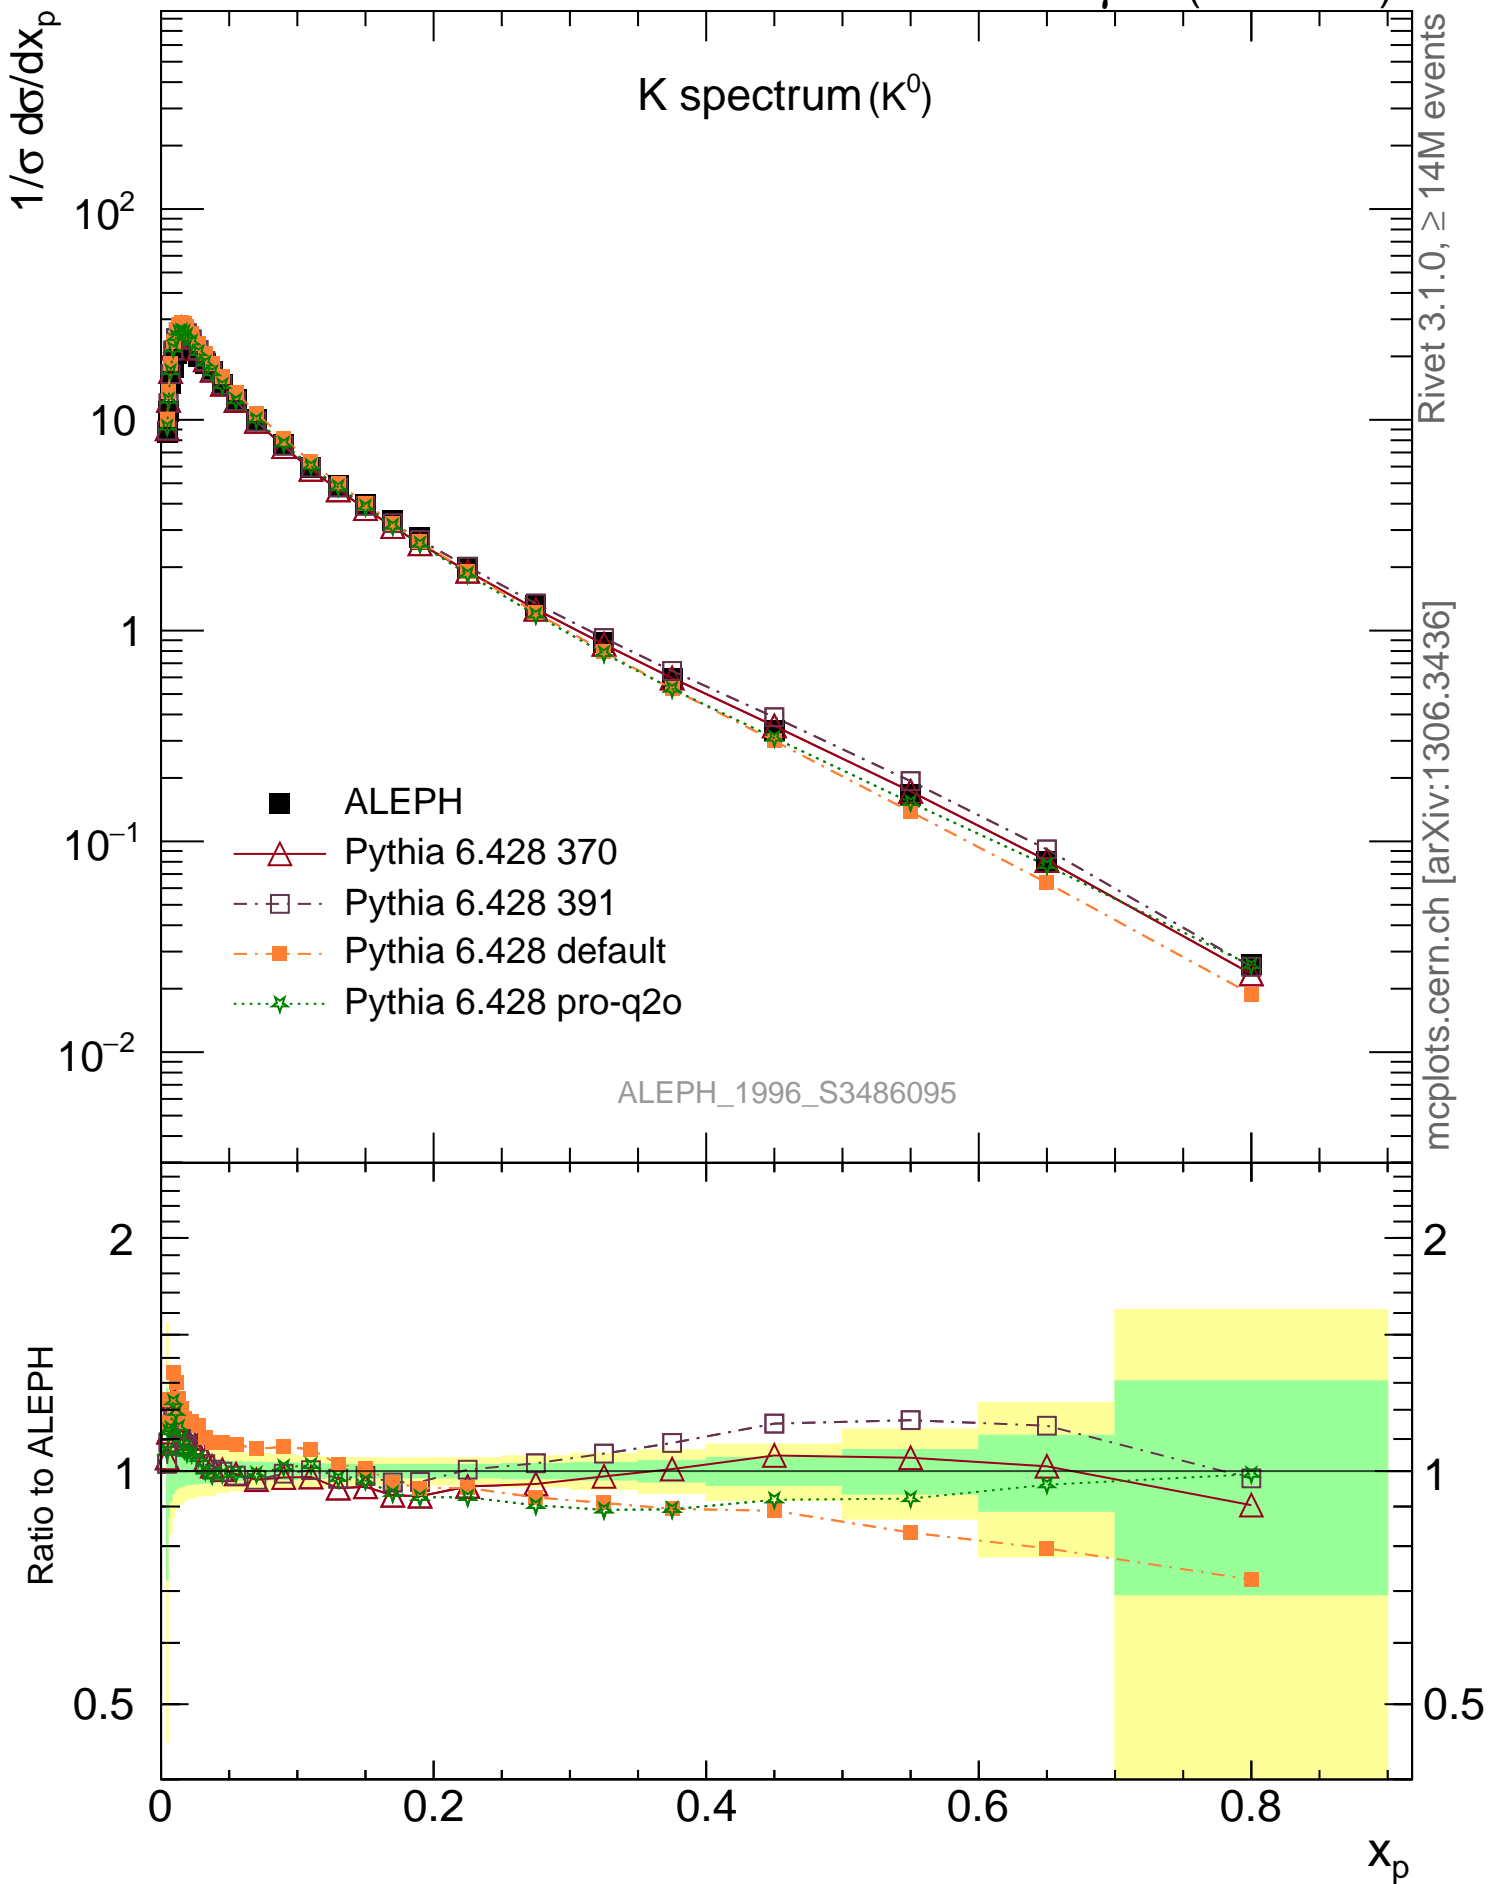 1/σ dσ/dxₚ
K spectrum (K⁰)
10²
10
1
10⁻¹
10⁻²
ALEPH
Pythia 6.428 370
Pythia 6.428 391
Pythia 6.428 default
Pythia 6.428 pro-q2o
ALEPH_1996_S3486095
Rivet 3.1.0, ≥ 14M events
mcplots.cern.ch [arXiv:1306.3436]
Ratio to ALEPH
2
1
0.5
2
1
0.5
0 0.2 0.4 0.6 0.8
xₚ